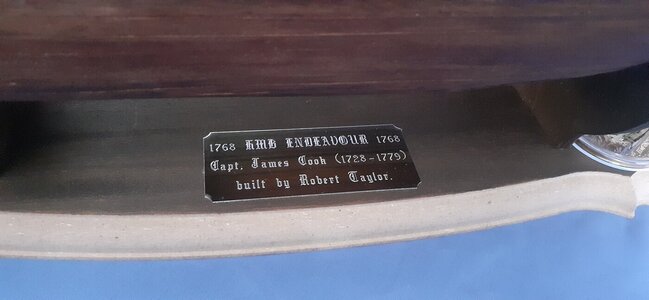 1768 HMB ENDEAVOUR 1768
Capt. James Cook (1728-1779)
built by Robert Taylor.